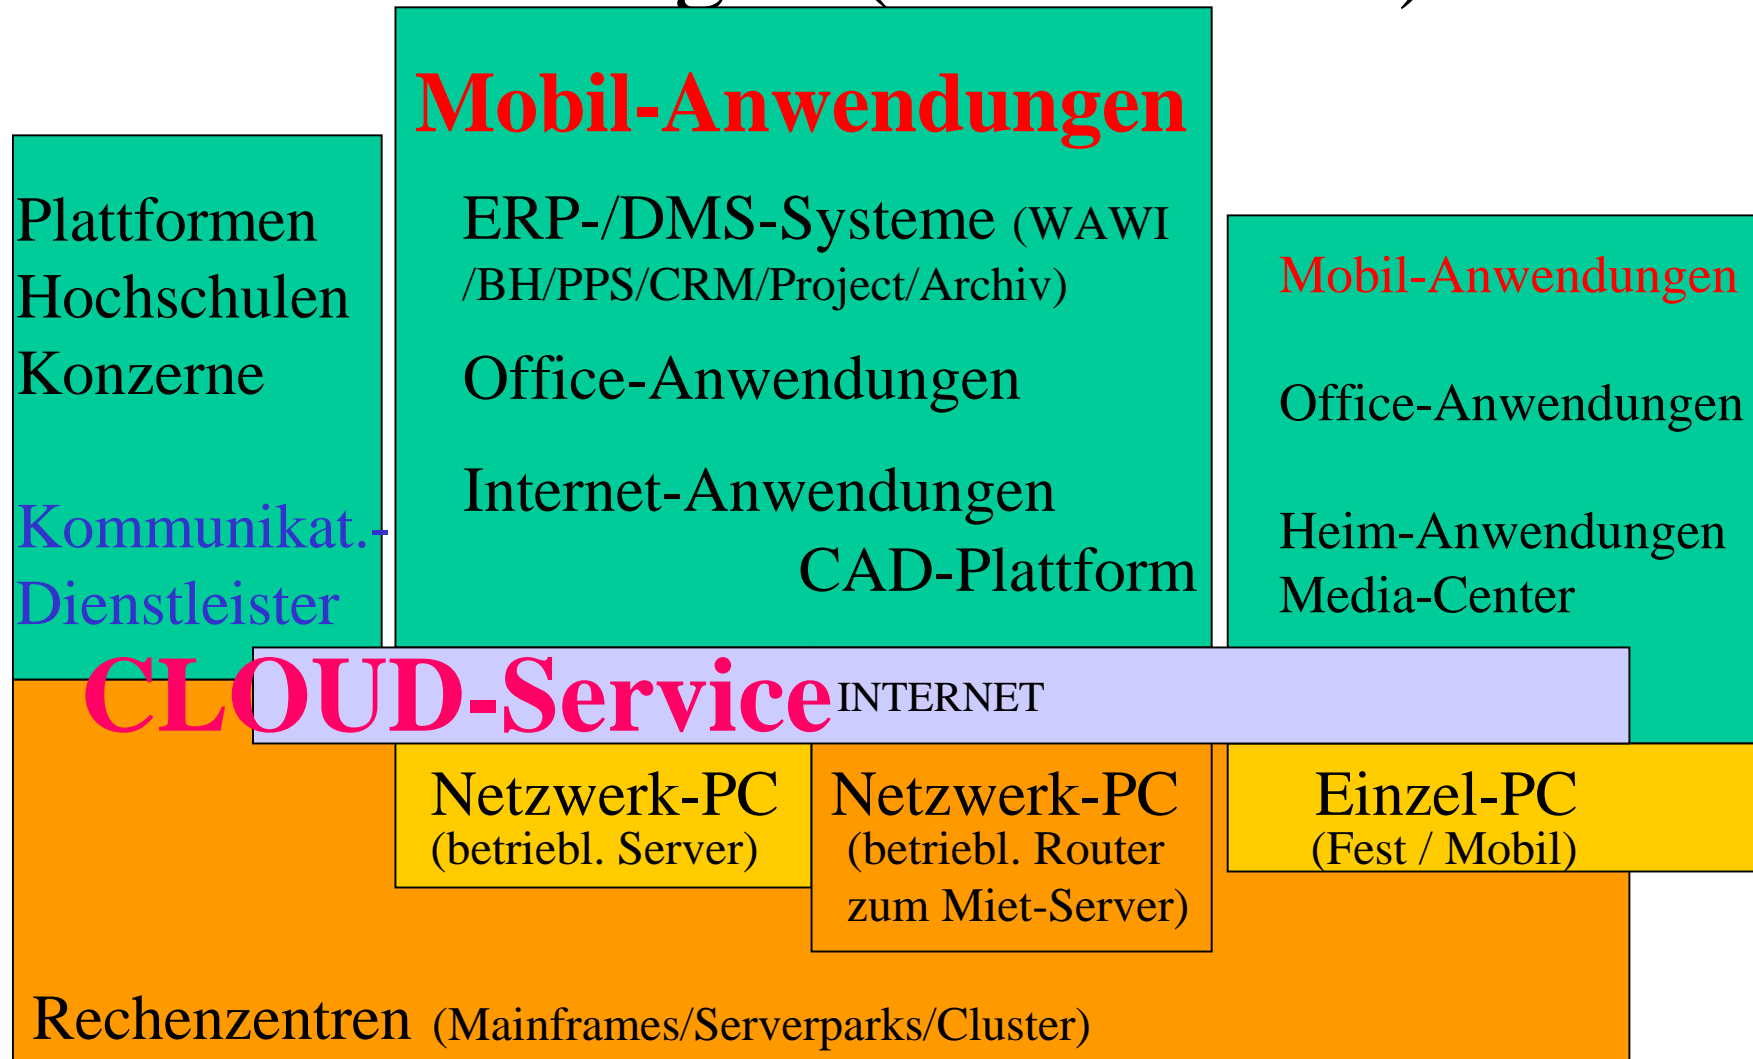 Plattformen
Hochschulen
Konzerne
Kommunikat.-
Dienstleister
Mobil-Anwendungen
ERP-/DMS-Systeme (WAWI
/BH/PPS/CRM/Project/Archiv)
Office-Anwendungen
Internet-Anwendungen
CAD-Plattform
Mobil-Anwendungen
Office-Anwendungen
Heim-Anwendungen
Media-Center
CLOUD-Service INTERNET
Netzwerk-PC
(betriebl. Server)
Netzwerk-PC
(betriebl. Router
zum Miet-Server)
Einzel-PC
(Fest / Mobil)
Rechenzentren (Mainframes/Serverparks/Cluster)